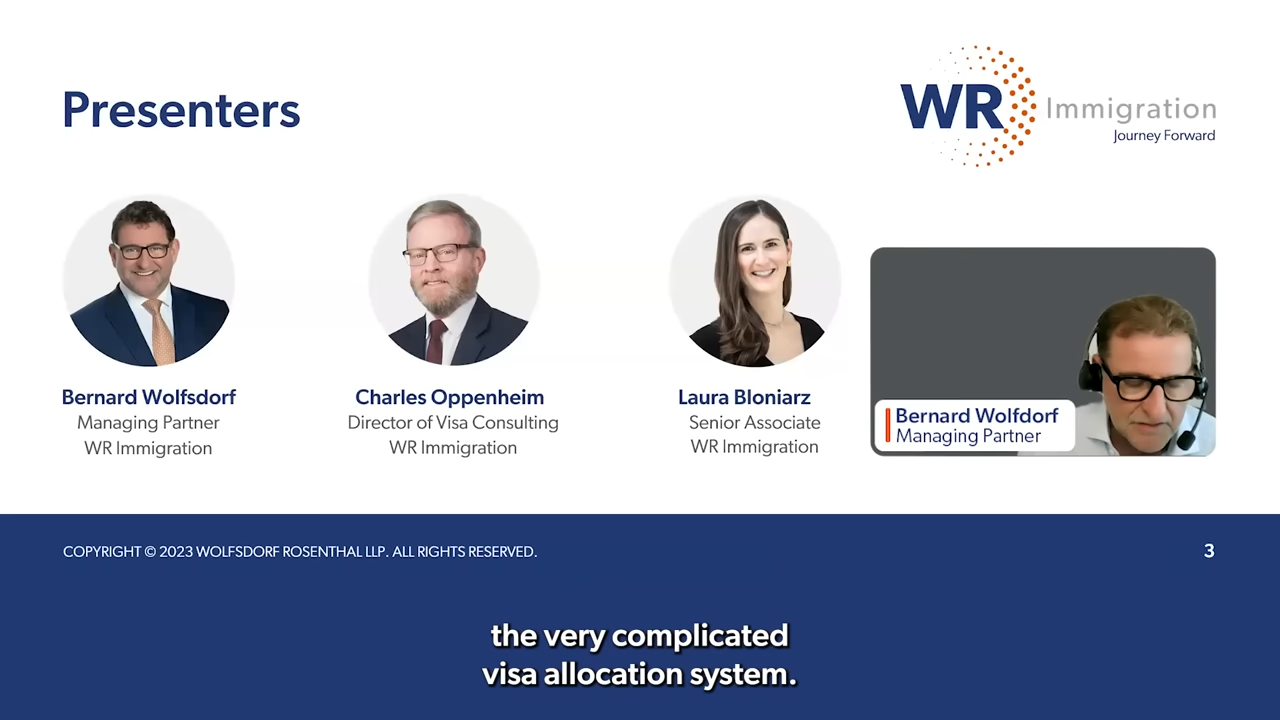 Presenters
WR Immigration
Journey Forward
Bernard Wolfsdorf
Managing Partner
WR Immigration
Charles Oppenheim
Director of Visa Consulting
WR Immigration
Laura Bloniarz
Senior Associate
WR Immigration
Bernard Wolfdorf
Managing Partner
COPYRIGHT © 2023 WOLFSDORF ROSENTHAL LLP. ALL RIGHTS RESERVED.
3
the very complicated
visa allocation system.